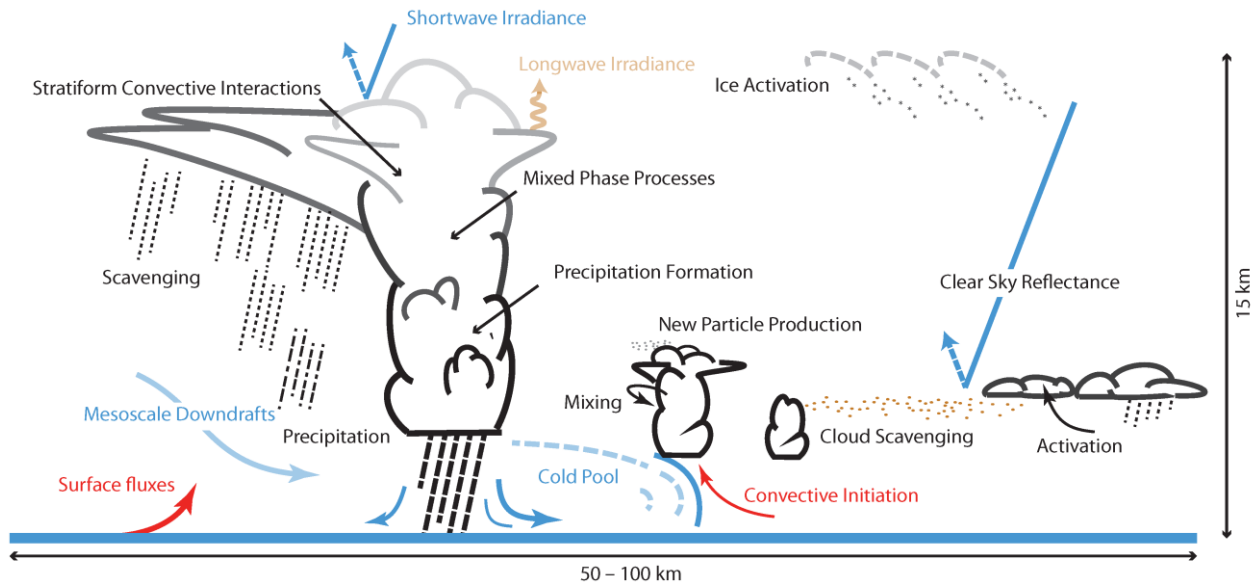 Shortwave Irradiance
Longwave Irradiance
Stratiform Convective Interactions
Ice Activation
Mixed Phase Processes
Scavenging
Precipitation Formation
Clear Sky Reflectance
15 km
New Particle Production
Mesoscale Downdrafts
Mixing
Precipitation
Cloud Scavenging
Activation
Surface fluxes
Cold Pool
Convective Initiation
50 – 100 km